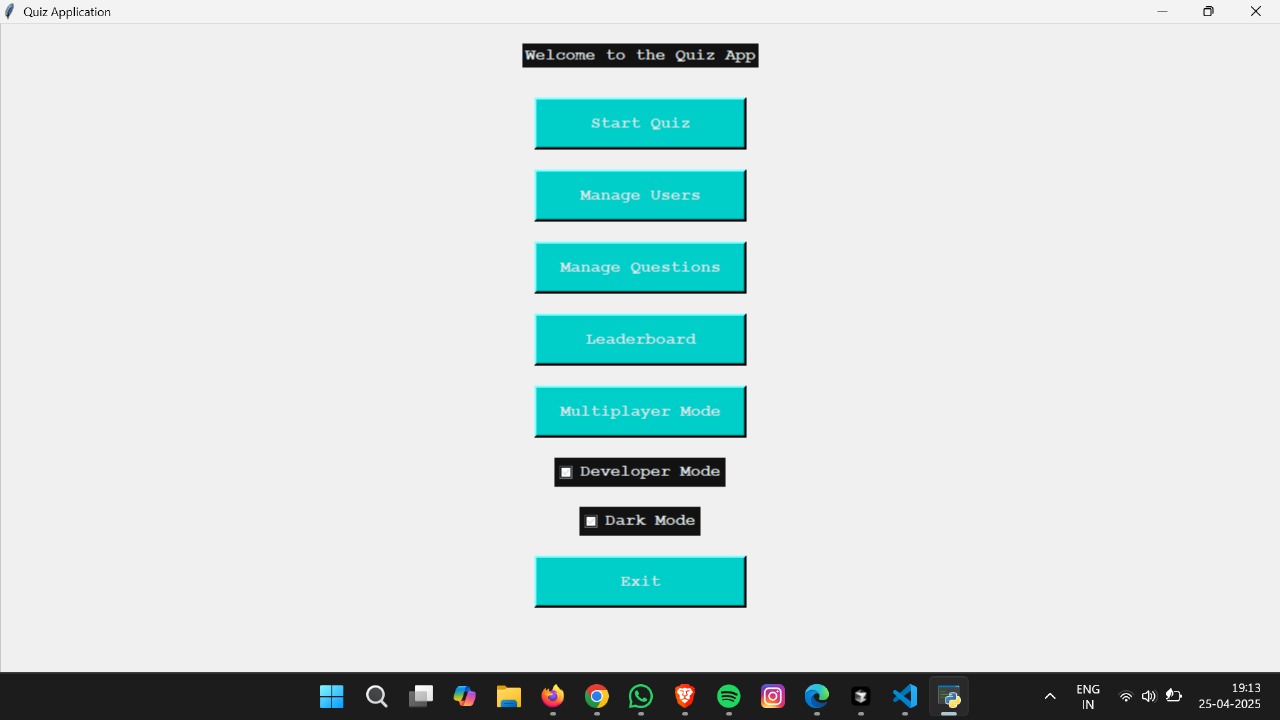 Quiz Application
Welcome to the Quiz App
Start Quiz
Manage Users
Manage Questions
Leaderboard
Multiplayer Mode
Developer Mode
Dark Mode
Exit
ENG
IN
19:13
25-04-2025